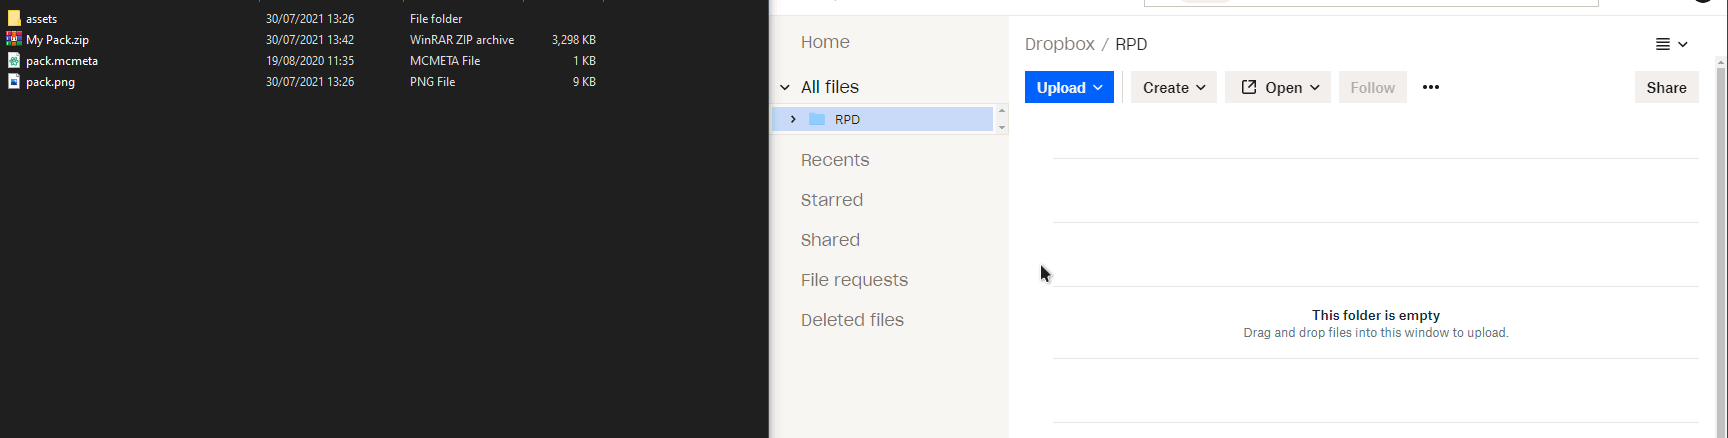 assets 30/07/2021 13:26 File folder
My Pack.zip 30/07/2021 13:42 WinRAR ZIP archive 3,298 KB
pack.mcmeta 19/08/2020 11:35 MCMETA File 1 KB
pack.png 30/07/2021 13:26 PNG File 9 KB
Home
All files
RPD
Recents
Starred
Shared
File requests
Deleted files
Dropbox / RPD
Upload Create Open Follow Share
This folder is empty
Drag and drop files into this window to upload.